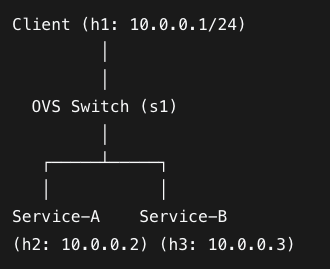 Client (h1: 10.0.0.1/24)
OVS Switch (s1)
Service-A    Service-B
(h2: 10.0.0.2) (h3: 10.0.0.3)